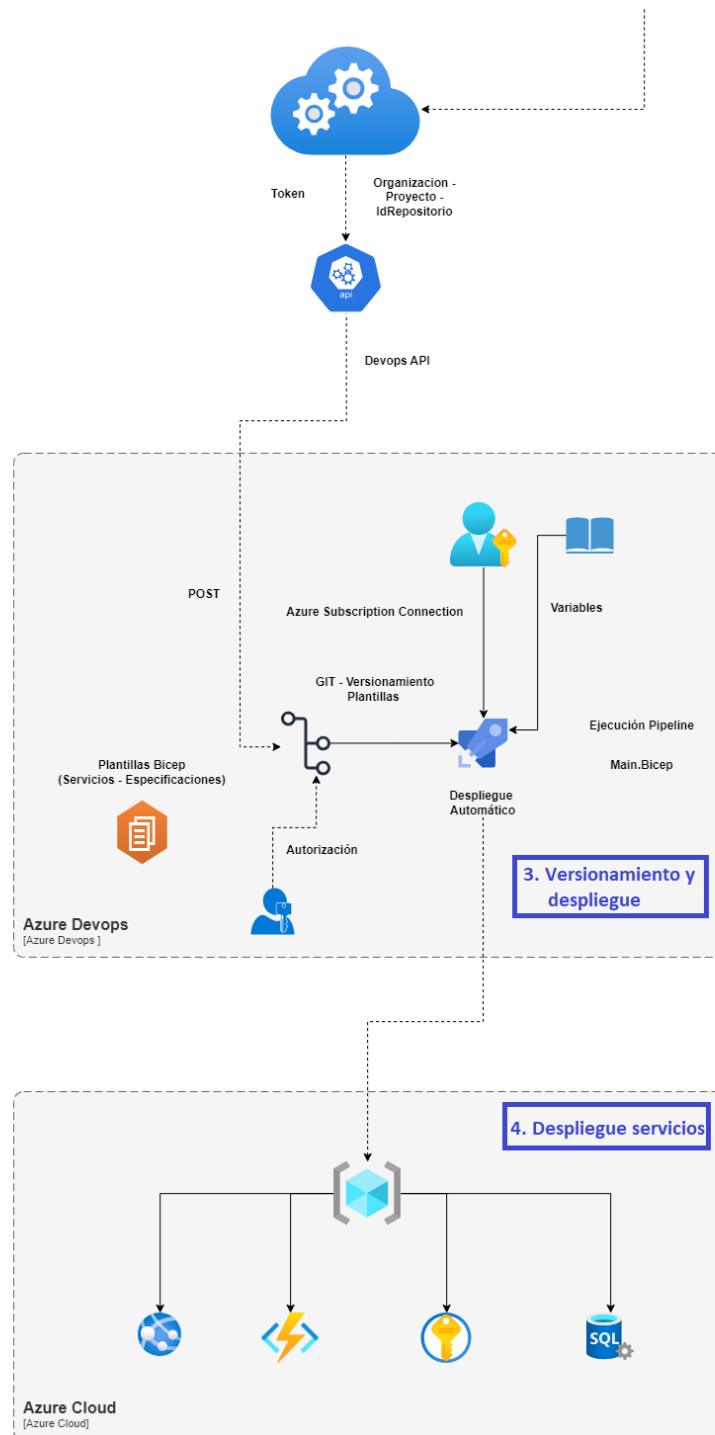 Token
Organizacion -
Proyecto -
IdRepositorio
api
Devops API
POST
Azure Subscription Connection
Variables
GIT - Versionamiento
Plantillas
Ejecución Pipeline
Main.Bicep
Plantillas Bicep
(Servicios - Especificaciones)
Despliegue
Automático
Autorización
3. Versionamiento y
despliegue
Azure Devops
[Azure Devops ]
4. Despliegue servicios
SQL
Azure Cloud
[Azure Cloud]